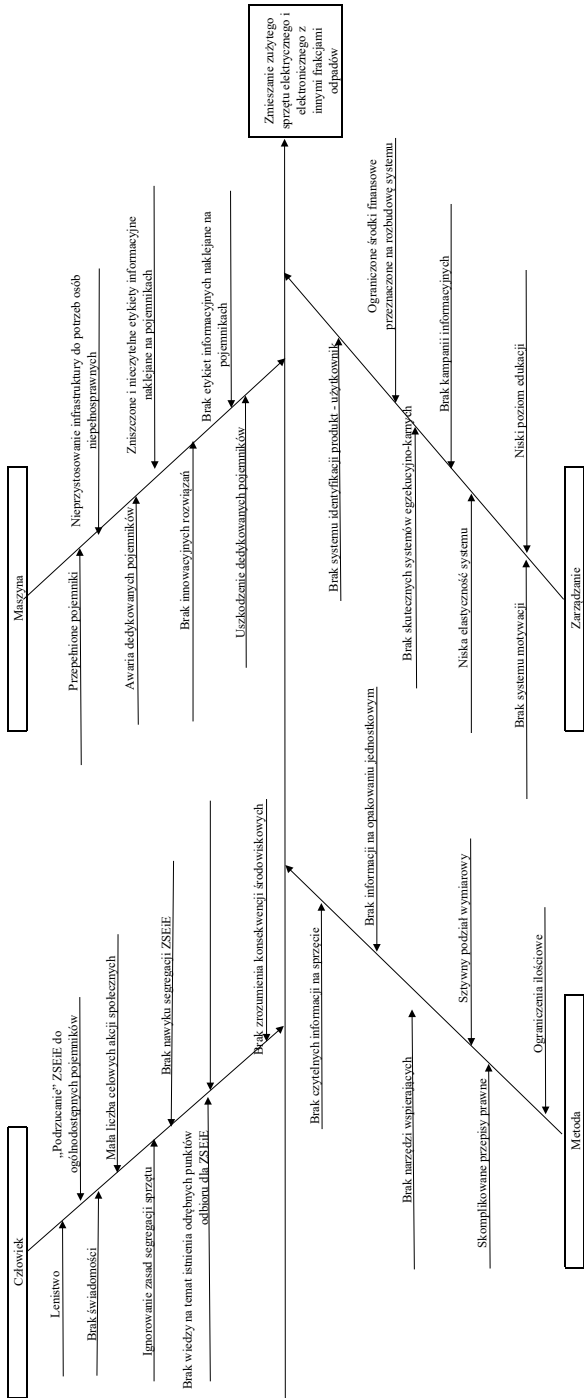 Człowiek
Lenistwo
„Podrzucanie” ZSEiE do
ogólnodostępnych pojemników
Brak świadomości
Mała liczba celowych akcji społecznych
Ignorowanie zasad segregacji sprzętu
Brak nawyku segregacji ZSEiE
Brak wiedzy na temat istnienia odrębnych punktów
odbioru dla ZSEiE
Brak zrozumienia konsekwencji środowiskowych
Maszyna
Przepełnione pojemniki
Nieprzystosowanie infrastruktury do potrzeb osób
niepełnosprawnych
Awaria dedykowanych pojemników
Zniszczone i nieczytelne etykiety informacyjne
naklejane na pojemnikach
Brak innowacyjnych rozwiązań
Brak etykiet informacyjnych naklejane na
pojemnikach
Uszkodzenie dedykowanych pojemników
Zmieszanie zużytego
sprzętu elektrycznego i
elektronicznego z
innymi frakcjami
odpadów
Brak czytelnych informacji na sprzęcie
Brak informacji na opakowaniu jednostkowym
Brak narzędzi wspierających
Sztywny podział wymiarowy
Skomplikowane przepisy prawne
Ograniczenia ilościowe
Metoda
Brak systemu identyfikacji produkt - użytkownik
Ograniczone środki finansowe
przeznaczone na rozbudowę systemu
Brak skutecznych systemów egzekucyjno-karnych
Brak kampanii informacyjnych
Niska elastyczność systemu
Niski poziom edukacji
Brak systemu motywacji
Zarządzanie